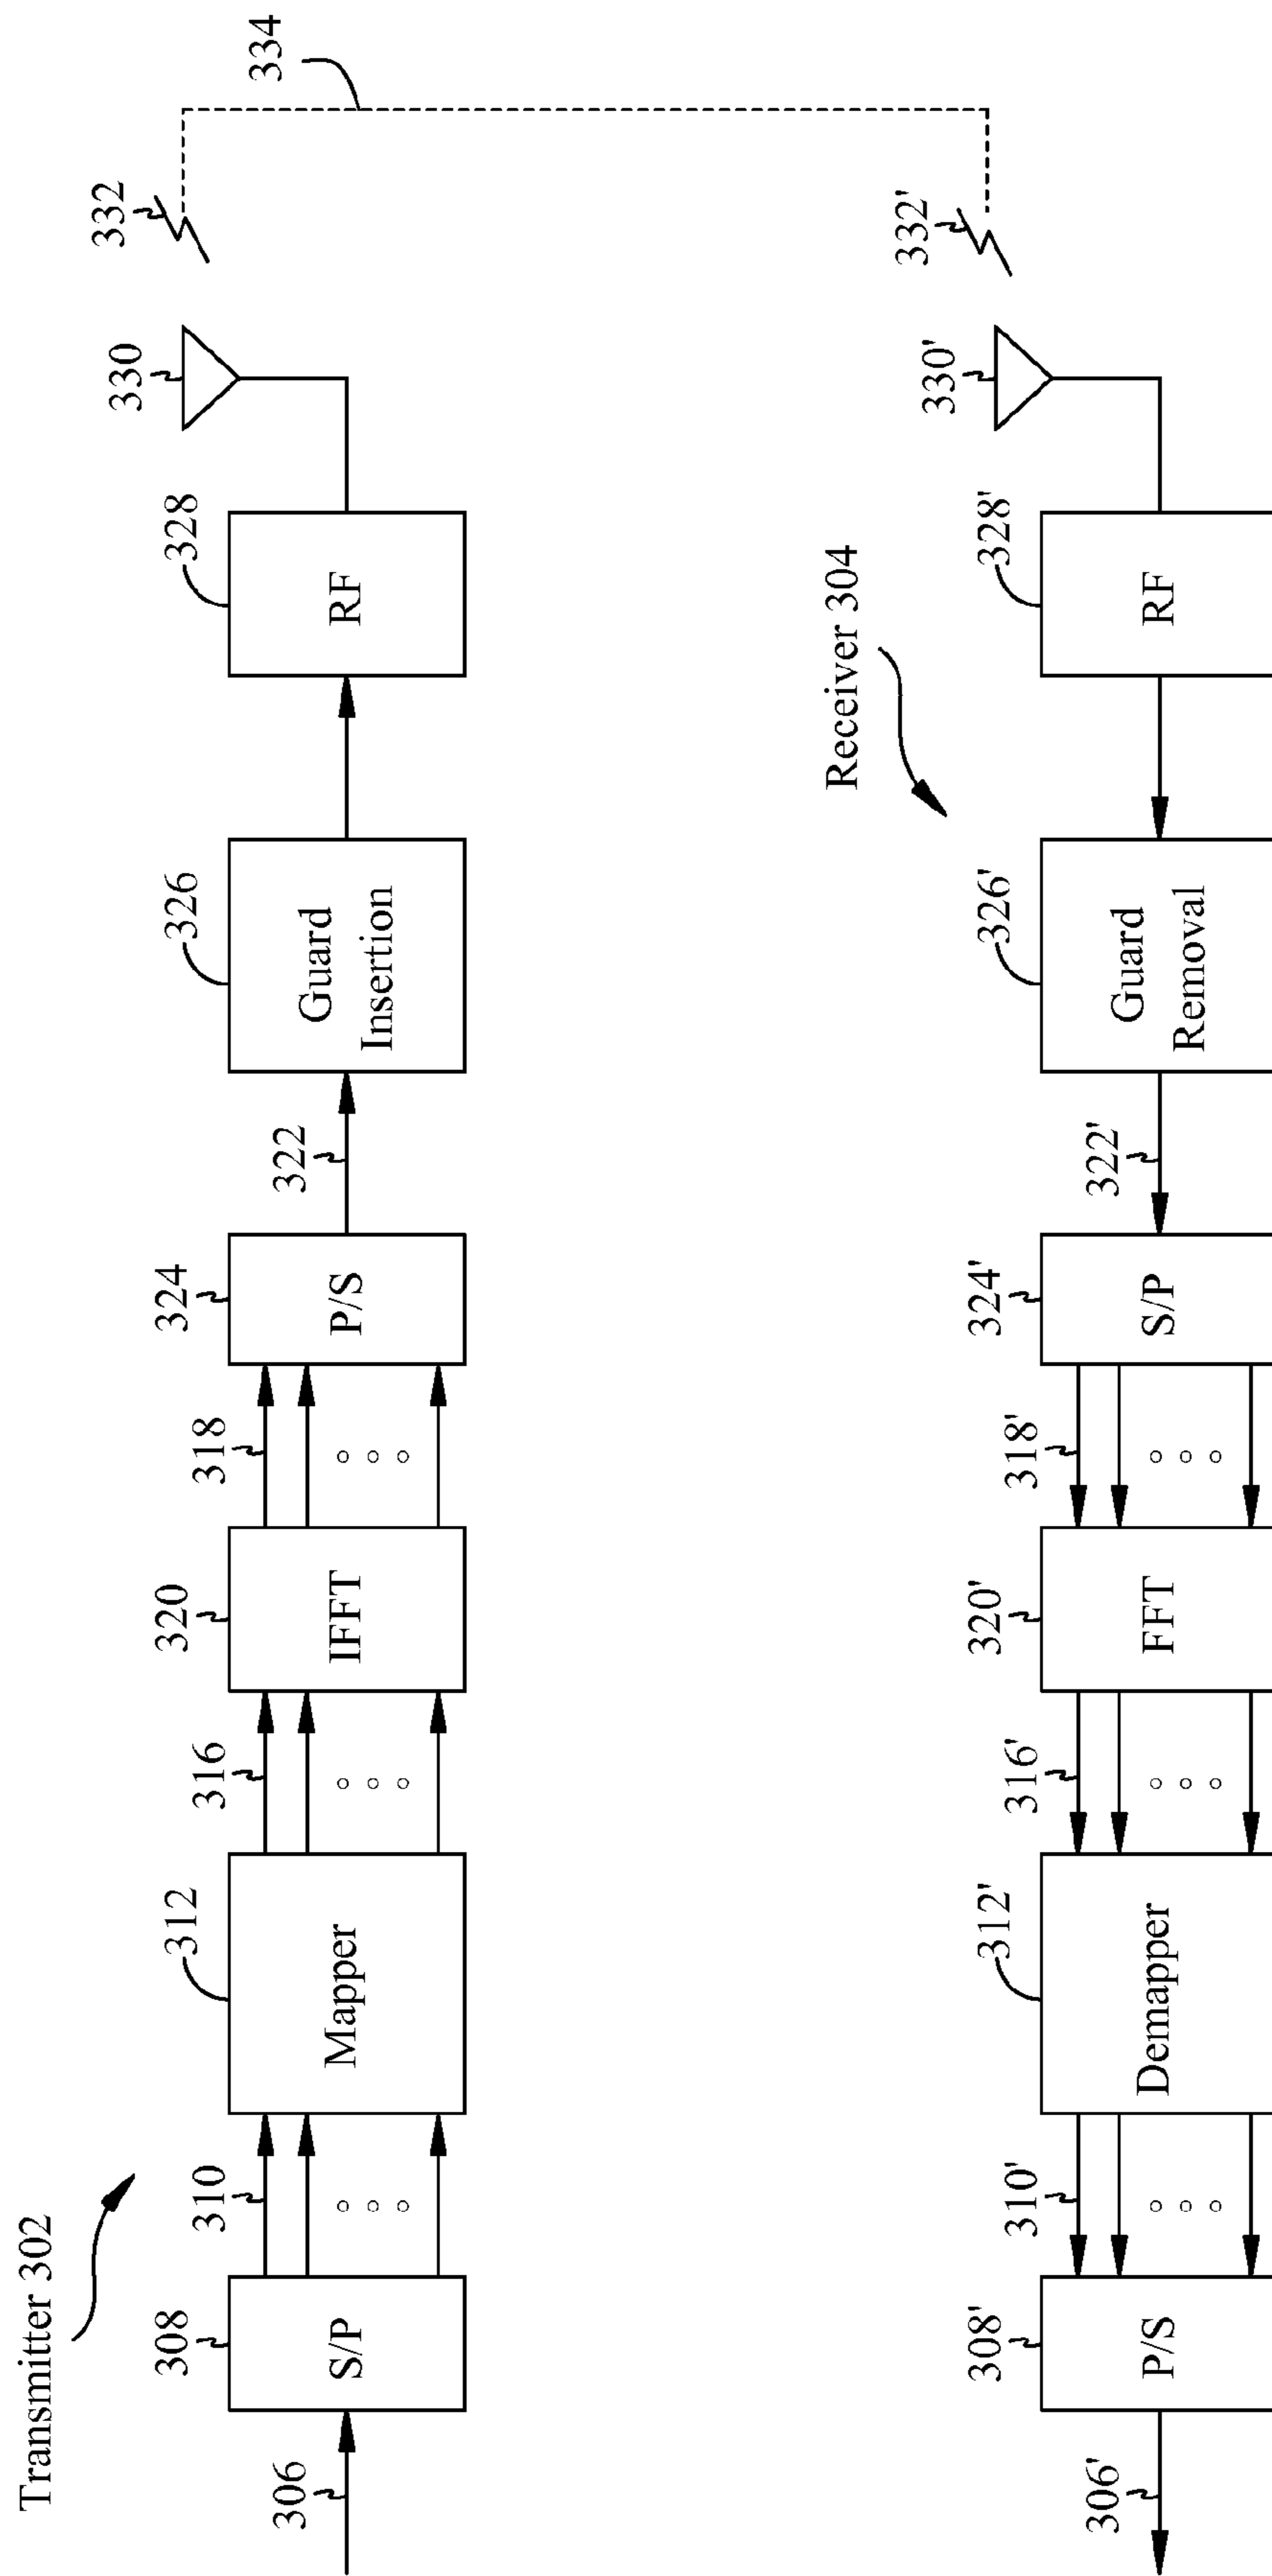 Transmitter 302
306
308
S/P
310
312
Mapper
316
320
IFFT
318
324
P/S
322
326
Guard
Insertion
328
RF
330
332
334
Receiver 304
306'
308'
P/S
310'
312'
Demapper
316'
320'
FFT
318'
324'
S/P
322'
326'
Guard
Removal
328'
RF
330'
332'